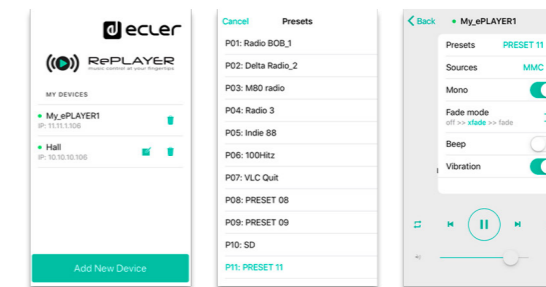 ecler
RePLAYER
music control at your fingertips
MY DEVICES
My_ePLAYER1
IP: 11.11.1.106
Hall
IP: 10.10.10.106
Add New Device
Cancel Presets
P01: Radio BOB_1
P02: Delta Radio_2
P03: M80 radio
P04: Radio 3
P05: Indie 88
P06: 100Hitz
P07: VLC Quit
P08: PRESET 08
P09: PRESET 09
P10: SD
P11: PRESET 11
Back My_ePLAYER1
Presets PRESET 11
Sources MMC
Mono
Fade mode
off >> xfade >> fade
Beep
Vibration